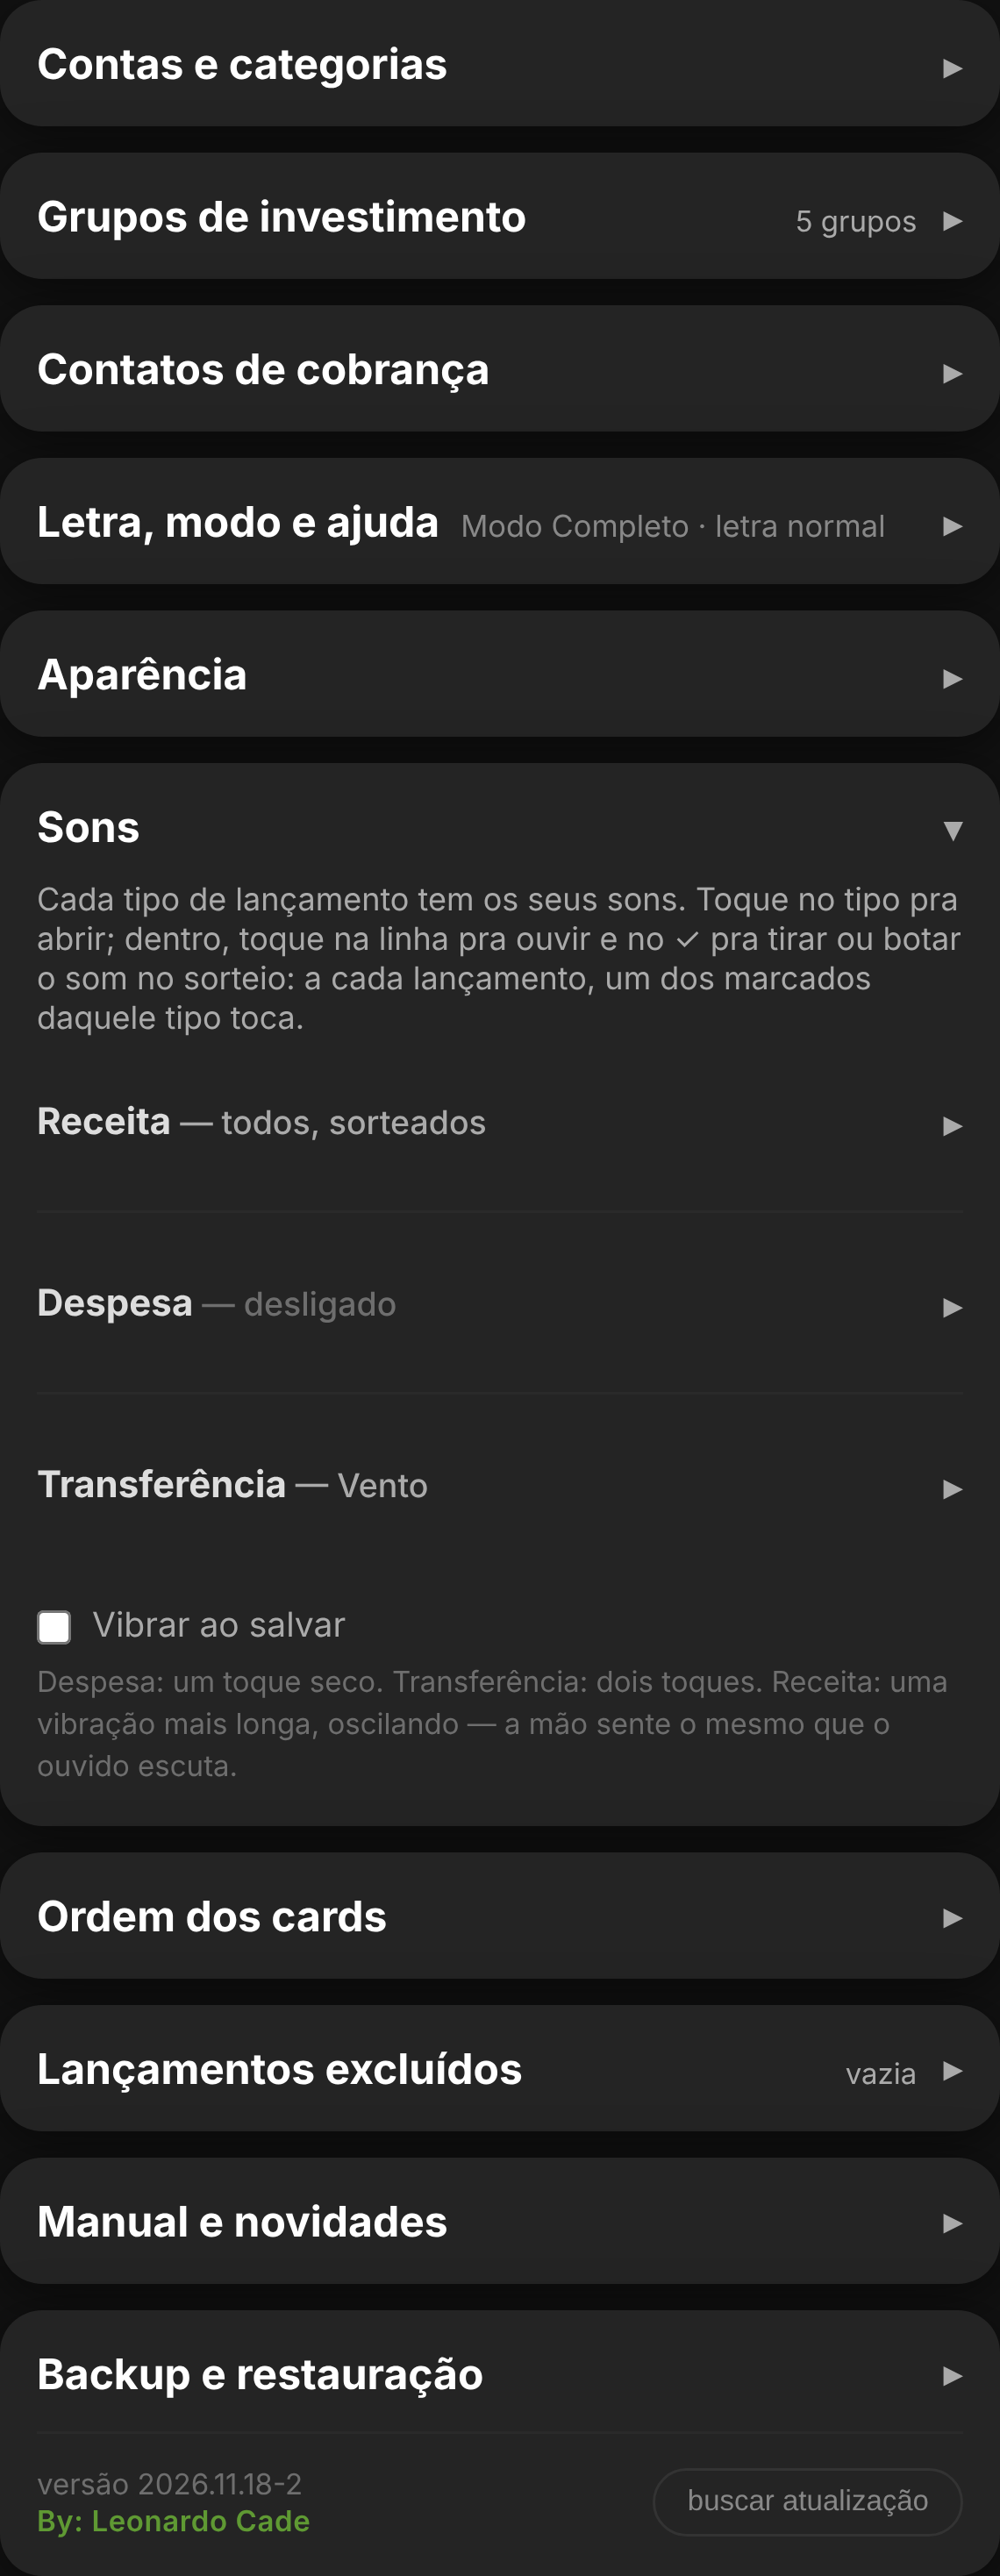 Contas e categorias
Grupos de investimento 5 grupos
Contatos de cobrança
Letra, modo e ajuda Modo Completo · letra normal
Aparência
Sons
Cada tipo de lançamento tem os seus sons. Toque no tipo pra
abrir; dentro, toque na linha pra ouvir e no ✓ pra tirar ou botar
o som no sorteio: a cada lançamento, um dos marcados
daquele tipo toca.
Receita — todos, sorteados
Despesa — desligado
Transferência — Vento
Vibrar ao salvar
Despesa: um toque seco. Transferência: dois toques. Receita: uma
vibração mais longa, oscilando — a mão sente o mesmo que o
ouvido escuta.
Ordem dos cards
Lançamentos excluídos vazia
Manual e novidades
Backup e restauração
versão 2026.11.18-2
By: Leonardo Cade
buscar atualização